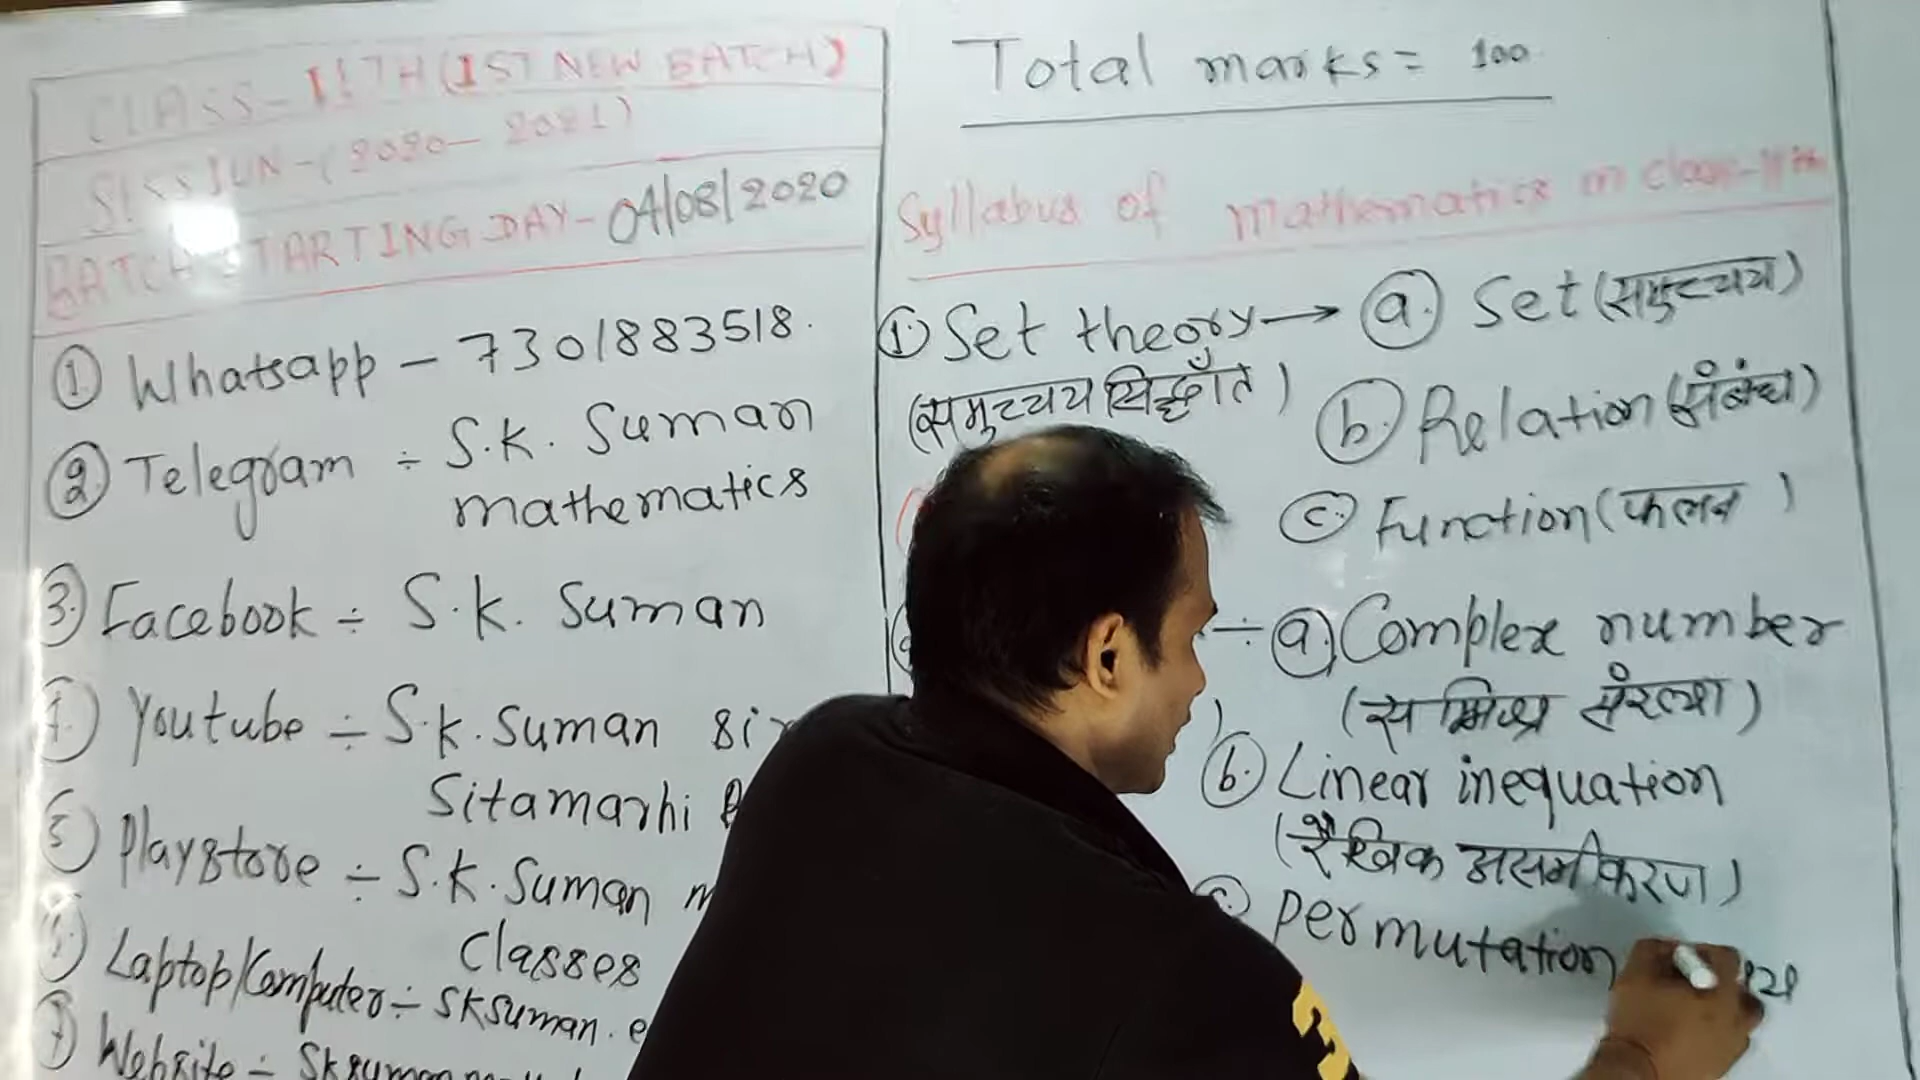 CLASS-11TH (1ST NEW BATCH)
SESSION-(2020-2021)
BATCH STARTING DAY-04/08/2020
① Whatsapp - 7301883518.
② Telegram ÷ S.K. Suman
mathematics
3. Facebook ÷ S.K. Suman
4. Youtube ÷ S.K. Suman sir
Sitamarhi
5 Playstore ÷ S.K. Suman m
Classes
Laptop/Computer ÷ SKSuman.e
7 Website ÷
Total marks = 100
Syllabus of mathematics in class-11th
①. Set theory → ⓐ. Set (समुच्चय)
(समुच्चय सिद्धाँत)
ⓑ. Relation (संबंध)
ⓒ Function (फलन )
÷ ⓐ. Complex number
(स मिश्र संख्या)
ⓑ. Linear inequation
(रैखिक असमीकरण)
ⓒ. Permutation